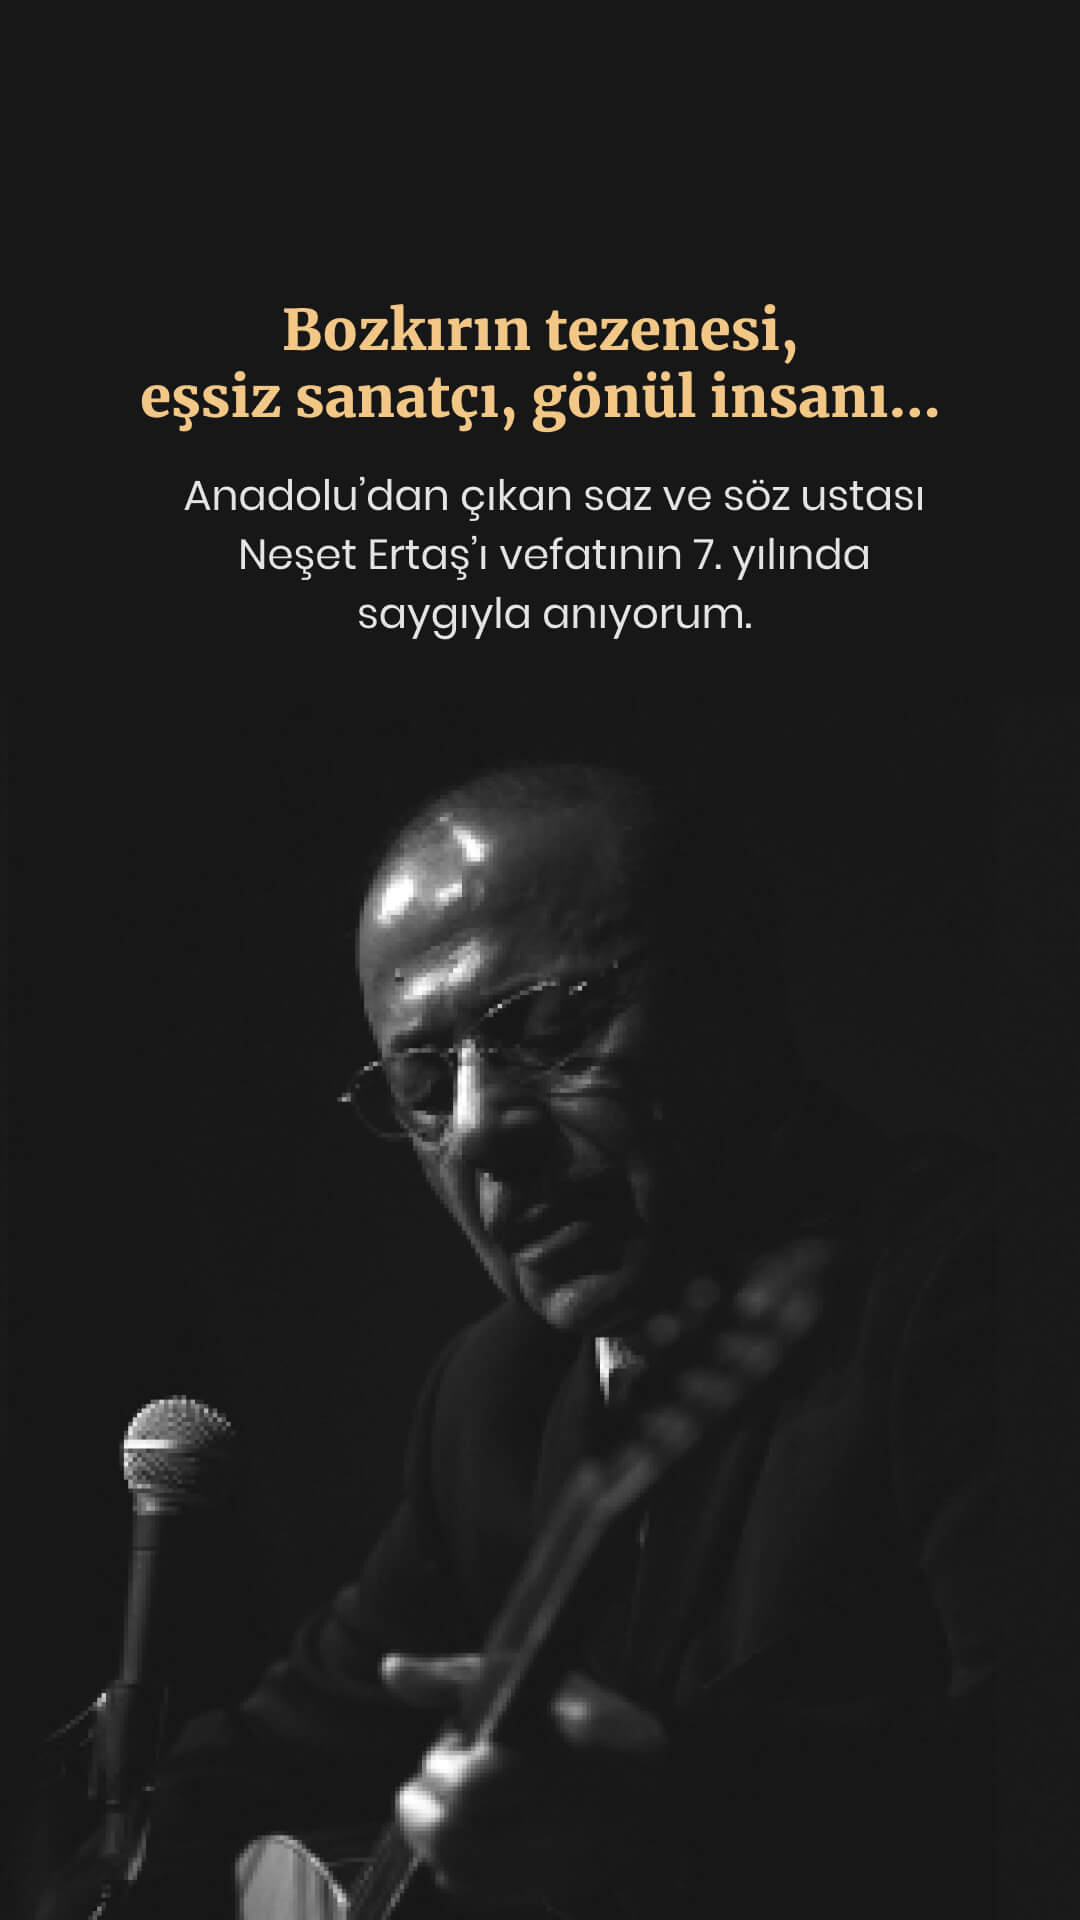 Bozkırın tezenesi,
eşsiz sanatçı, gönül insanı...
Anadolu’dan çıkan saz ve söz ustası
Neşet Ertaş’ı vefatının 7. yılında
saygıyla anıyorum.